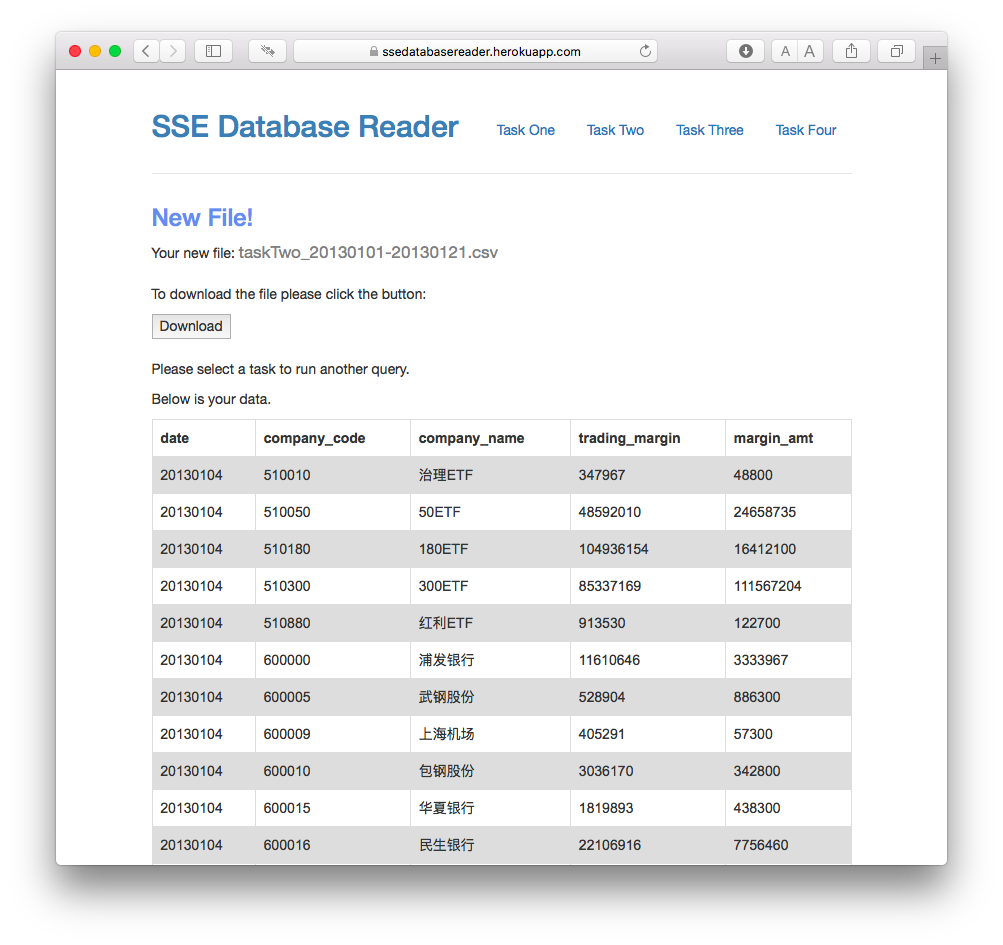 ssedatabasereader.herokuapp.com
A A
SSE Database Reader Task One Task Two Task Three Task Four
New File!
Your new file: taskTwo_20130101-20130121.csv
To download the file please click the button:
Download
Please select a task to run another query.
Below is your data.
date company_code company_name trading_margin margin_amt
20130104 510010 治理ETF 347967 48800
20130104 510050 50ETF 48592010 24658735
20130104 510180 180ETF 104936154 16412100
20130104 510300 300ETF 85337169 111567204
20130104 510880 红利ETF 913530 122700
20130104 600000 浦发银行 11610646 3333967
20130104 600005 武钢股份 528904 886300
20130104 600009 上海机场 405291 57300
20130104 600010 包钢股份 3036170 342800
20130104 600015 华夏银行 1819893 438300
20130104 600016 民生银行 22106916 7756460